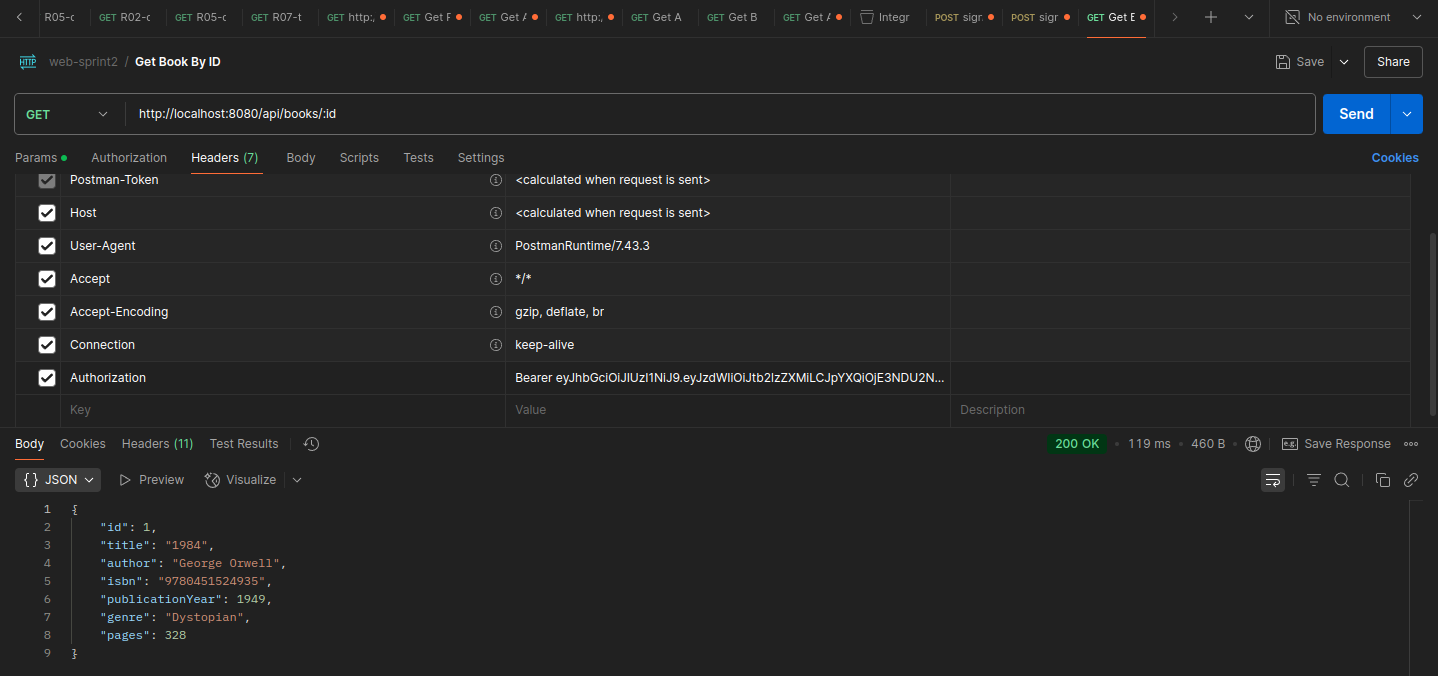 R05-c GET R02-c GET R05-c GET R07-t GET http:, GET Get F GET Get A GET http:, GET Get A GET Get B GET Get A Integr POST sigr. POST sigr GET Get B No environment
HTTP web-sprint2 / Get Book By ID Save Share
GET http://localhost:8080/api/books/:id Send
Params Authorization Headers (7) Body Scripts Tests Settings Cookies
Postman-Token <calculated when request is sent>
Host <calculated when request is sent>
User-Agent PostmanRuntime/7.43.3
Accept */*
Accept-Encoding gzip, deflate, br
Connection keep-alive
Authorization Bearer eyJhbGciOiJIUzI1NiJ9.eyJzdWIiOiJtb2lzZXMiLCJpYXQiOjE3NDU2N...
Key Value Description
Body Cookies Headers (11) Test Results 200 OK • 119 ms • 460 B e.g. Save Response
{} JSON Preview Visualize
1 {
2 "id": 1,
3 "title": "1984",
4 "author": "George Orwell",
5 "isbn": "9780451524935",
6 "publicationYear": 1949,
7 "genre": "Dystopian",
8 "pages": 328
9 }